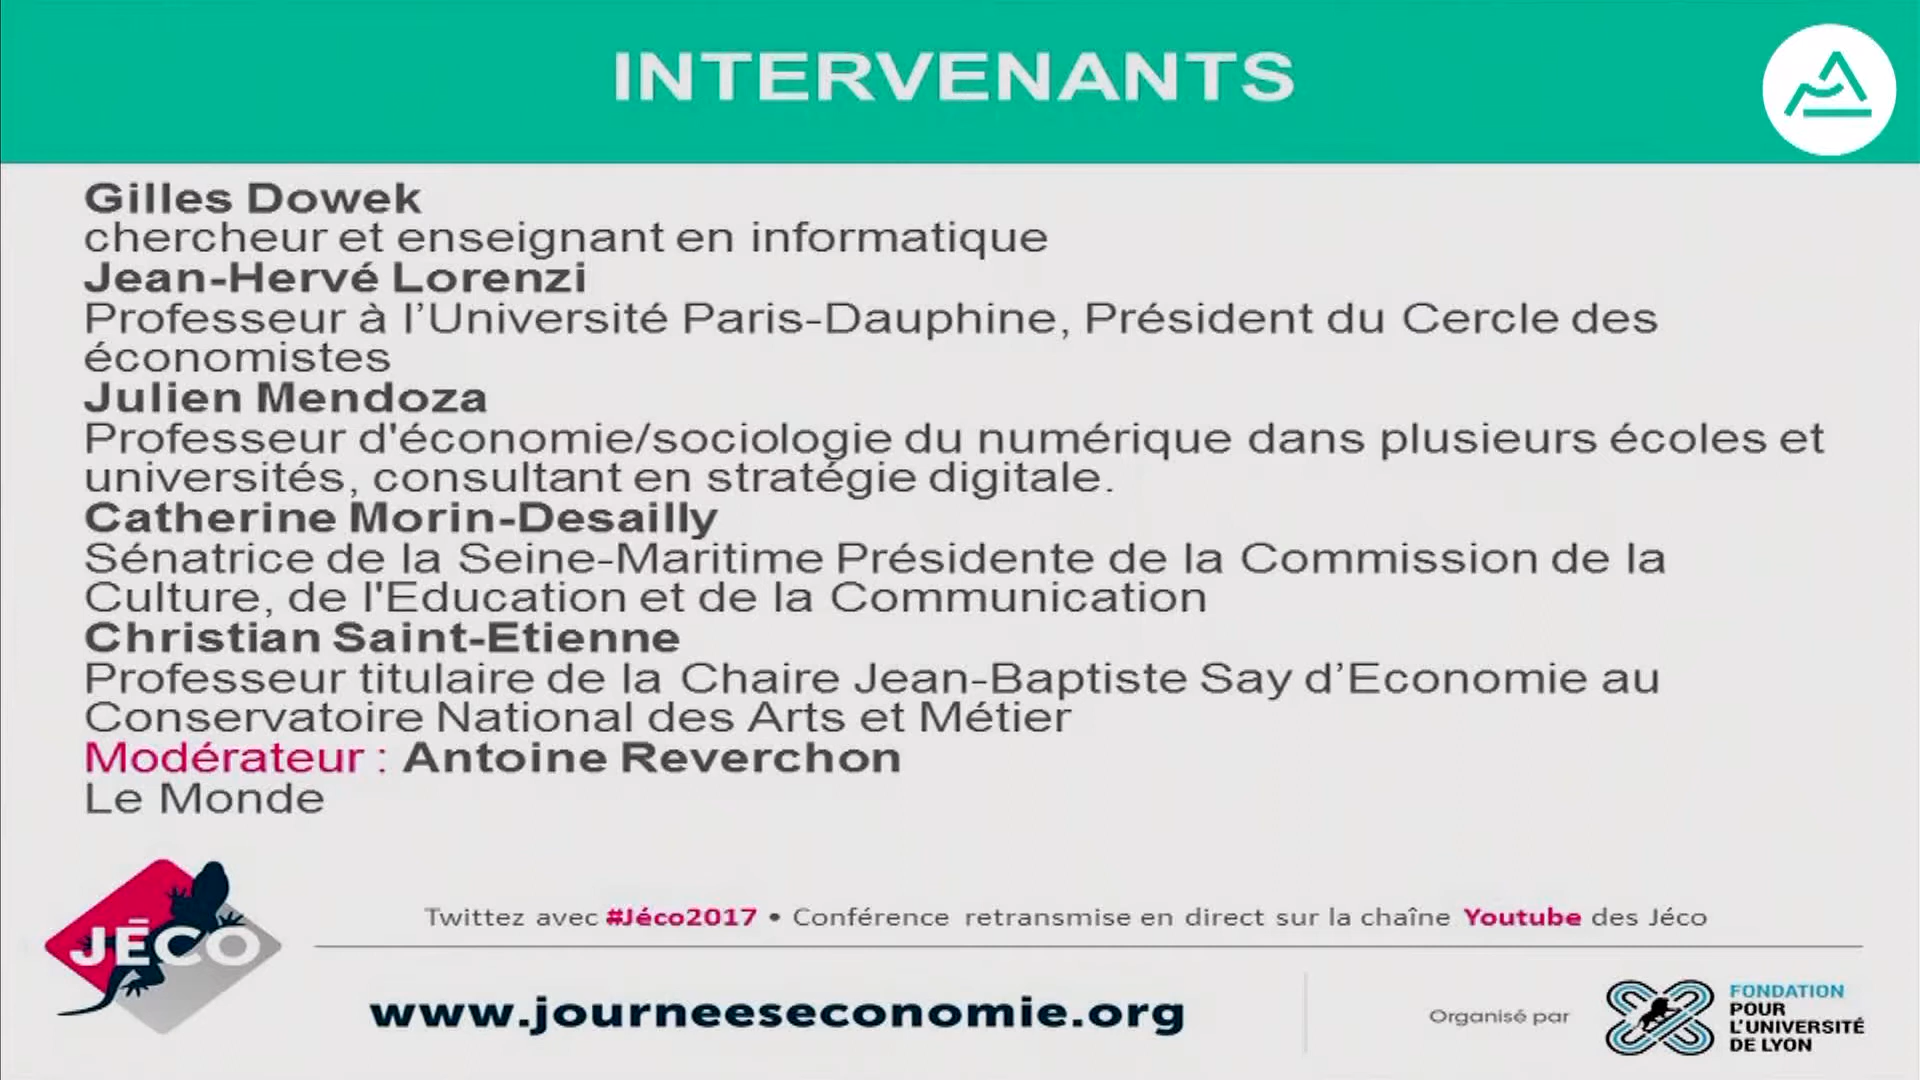 INTERVENANTS
Gilles Dowek
chercheur et enseignant en informatique
Jean-Hervé Lorenzi
Professeur à l’Université Paris-Dauphine, Président du Cercle des
économistes
Julien Mendoza
Professeur d'économie/sociologie du numérique dans plusieurs écoles et
universités, consultant en stratégie digitale.
Catherine Morin-Desailly
Sénatrice de la Seine-Maritime Présidente de la Commission de la
Culture, de l'Education et de la Communication
Christian Saint-Etienne
Professeur titulaire de la Chaire Jean-Baptiste Say d’Economie au
Conservatoire National des Arts et Métier
Modérateur : Antoine Reverchon
Le Monde
JÉCO
Twittez avec #Jéco2017 • Conférence retransmise en direct sur la chaîne Youtube des Jéco
www.journeeseconomie.org
Organisé par
FONDATION
POUR
L'UNIVERSITÉ
DE LYON